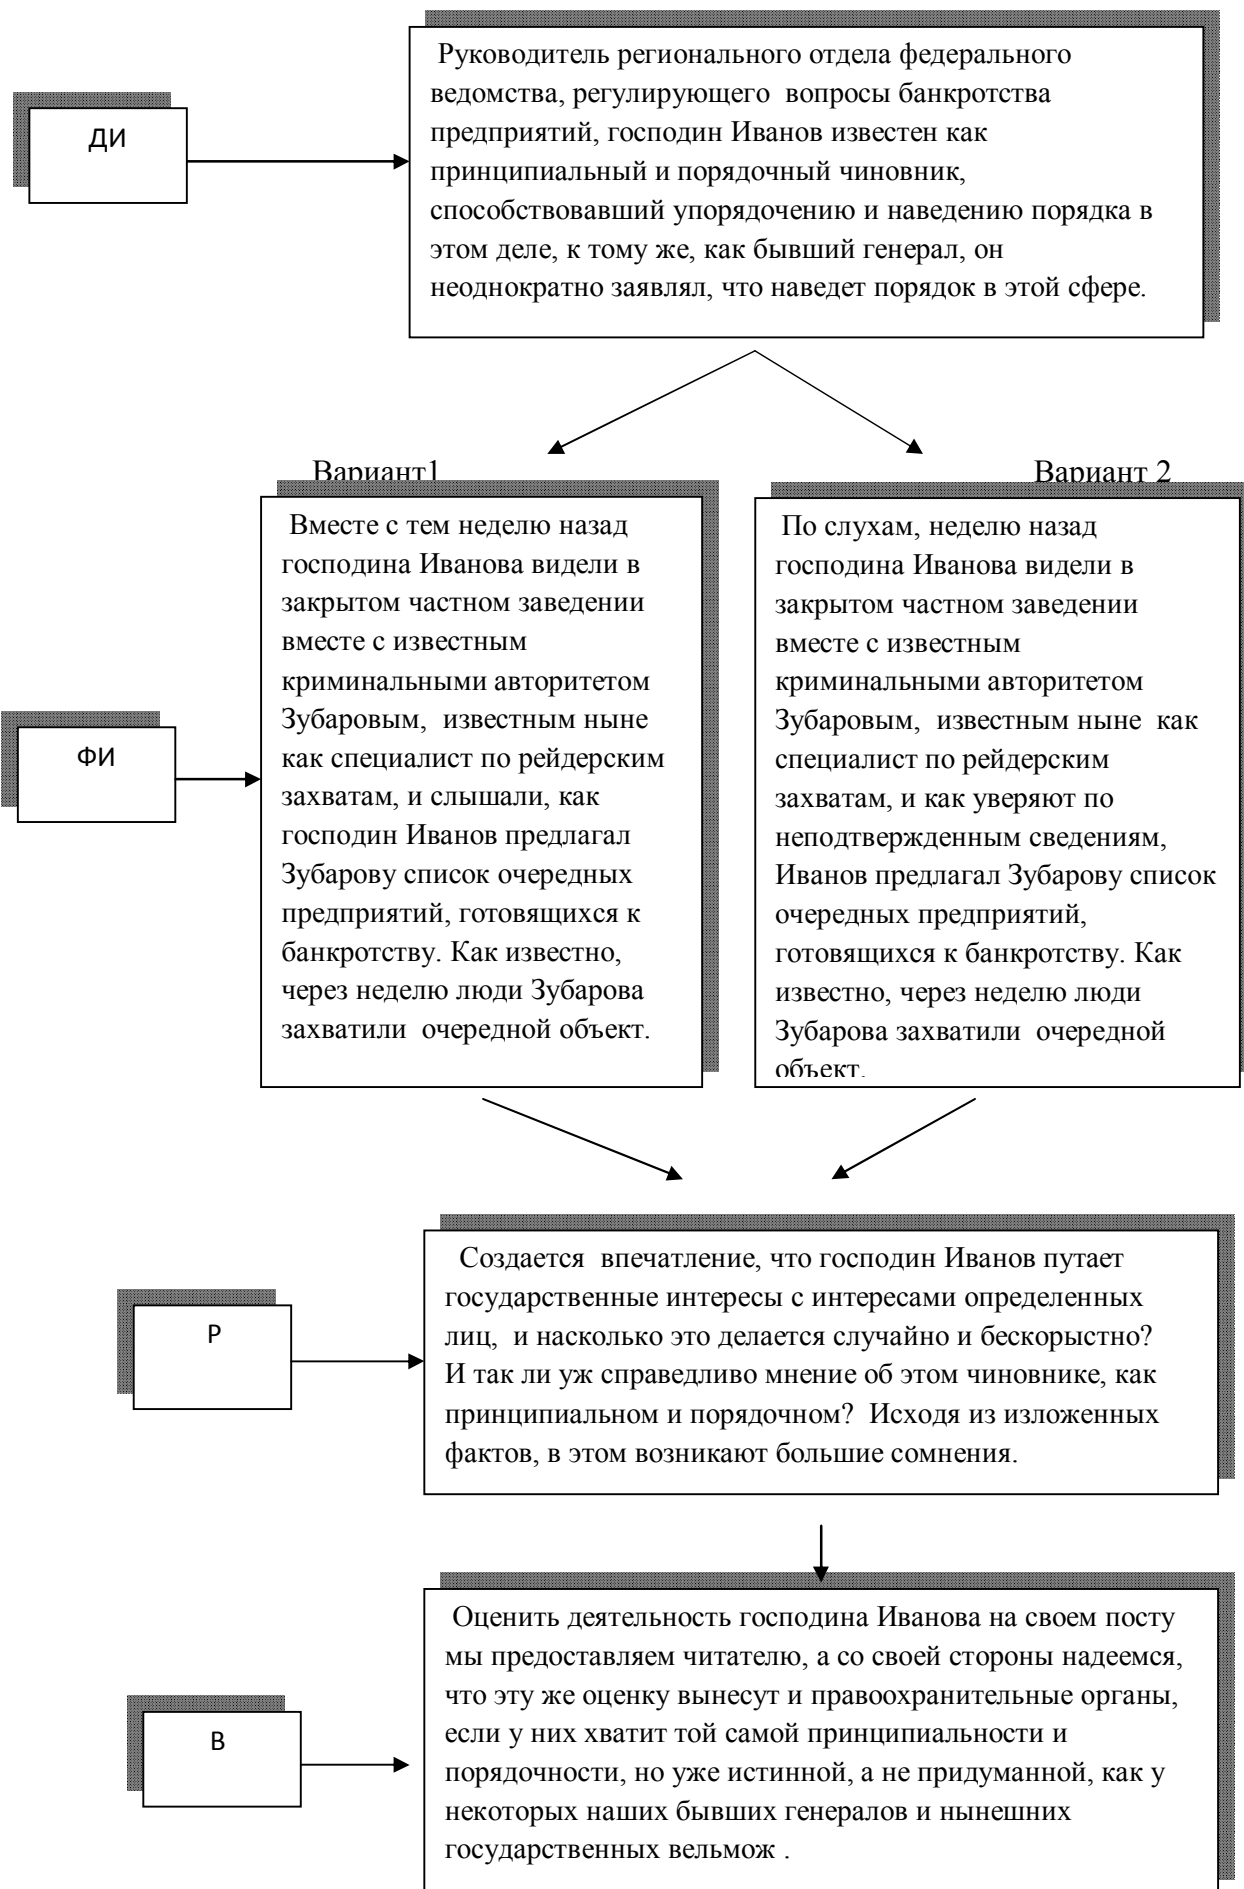 Руководитель регионального отдела федерального
ведомства, регулирующего вопросы банкротства
предприятий, господин Иванов известен как
принципиальный и порядочный чиновник,
способствовавший упорядочению и наведению порядка в
этом деле, к тому же, как бывший генерал, он
неоднократно заявлял, что наведет порядок в этой сфере.
ДИ
Вариант1
Вместе с тем неделю назад
господина Иванова видели в
закрытом частном заведении
вместе с известным
криминальными авторитетом
Зубаровым, известным ныне
как специалист по рейдерским
захватам, и слышали, как
господин Иванов предлагал
Зубарову список очередных
предприятий, готовящихся к
банкротству. Как известно,
через неделю люди Зубарова
захватили очередной объект.
Вариант 2
По слухам, неделю назад
господина Иванова видели в
закрытом частном заведении
вместе с известным
криминальными авторитетом
Зубаровым, известным ныне как
специалист по рейдерским
захватам, и как уверяют по
неподтвержденным сведениям,
Иванов предлагал Зубарову список
очередных предприятий,
готовящихся к банкротству. Как
известно, через неделю люди
Зубарова захватили очередной
объект.
ФИ
Создается впечатление, что господин Иванов путает
государственные интересы с интересами определенных
лиц, и насколько это делается случайно и бескорыстно?
И так ли уж справедливо мнение об этом чиновнике, как
принципиальном и порядочном? Исходя из изложенных
фактов, в этом возникают большие сомнения.
Р
Оценить деятельность господина Иванова на своем посту
мы предоставляем читателю, а со своей стороны надеемся,
что эту же оценку вынесут и правоохранительные органы,
если у них хватит той самой принципиальности и
порядочности, но уже истинной, а не придуманной, как у
некоторых наших бывших генералов и нынешних
государственных вельмож .
В